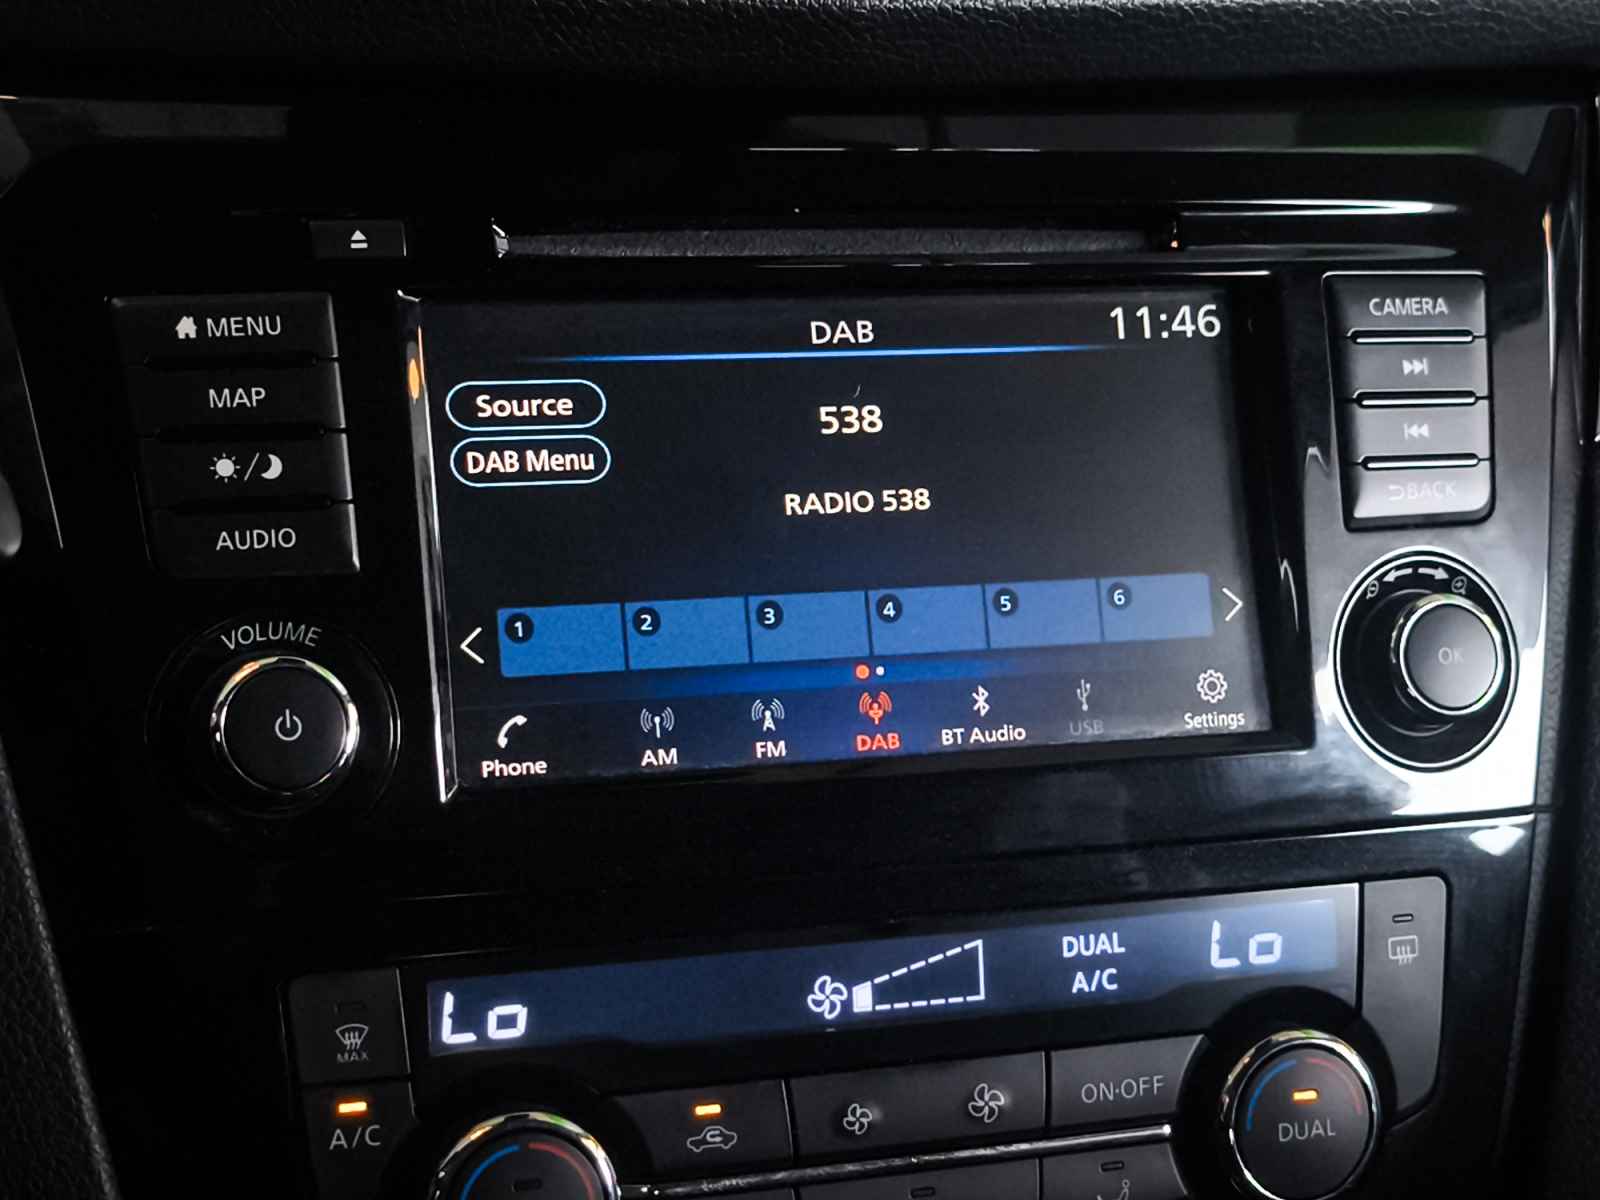 MENU
MAP
AUDIO
VOLUME
DAB
11:46
Source
538
DAB Menu
RADIO 538
1
2
3
4
5
6
Phone
AM
FM
DAB
BT Audio
USB
Settings
CAMERA
BACK
OK
Lo
DUAL
A/C
Lo
MAX
A/C
ON·OFF
DUAL